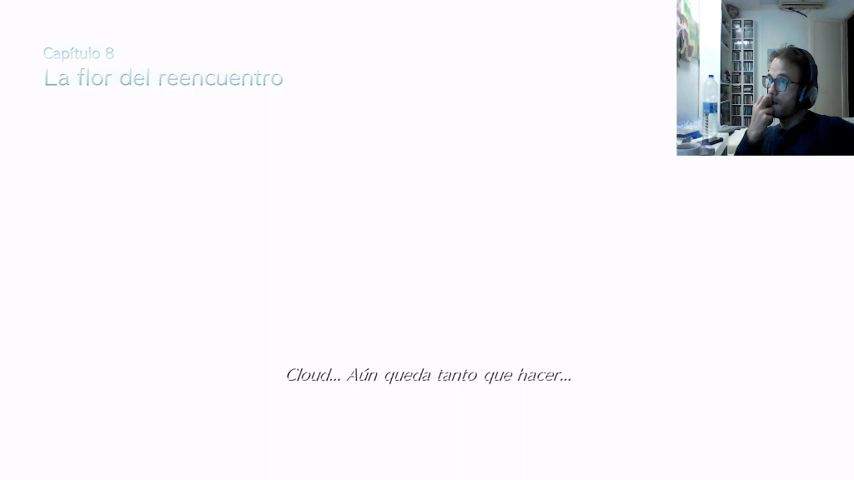 Capítulo 8
La flor del reencuentro
Cloud... Aún queda tanto que hacer...